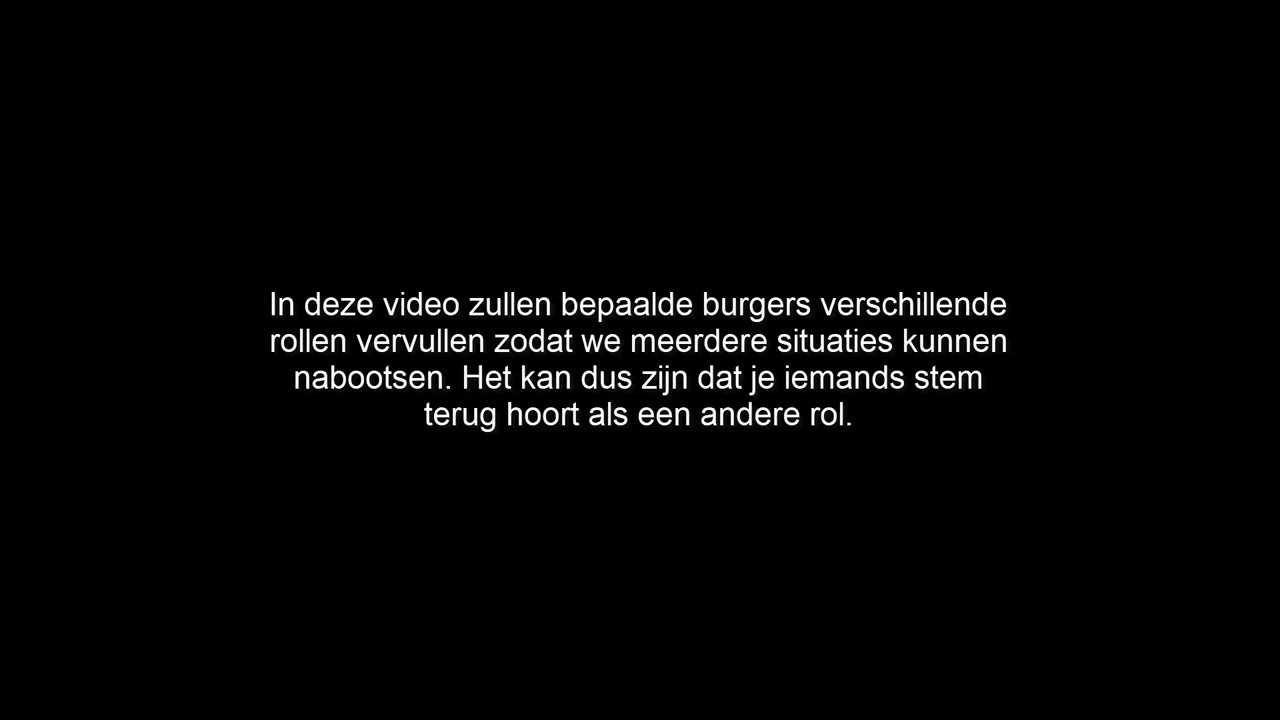 In deze video zullen bepaalde burgers verschillende
rollen vervullen zodat we meerdere situaties kunnen
nabootsen. Het kan dus zijn dat je iemands stem
terug hoort als een andere rol.